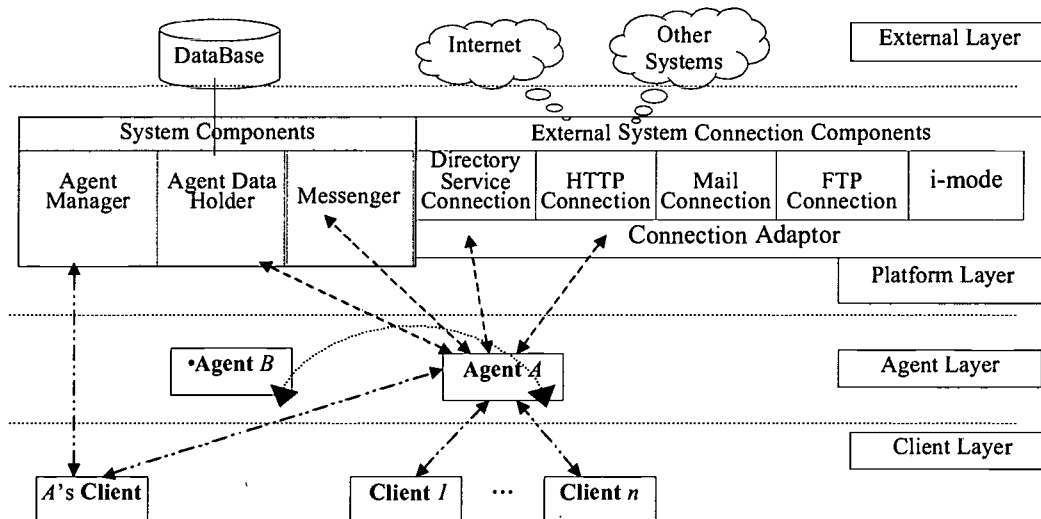 DataBase
Internet
Other
Systems
External Layer
System Components
External System Connection Components
Agent
Manager
Agent Data
Holder
Messenger
Directory
Service
Connection
HTTP
Connection
Mail
Connection
FTP
Connection
i-mode
Connection Adaptor
Platform Layer
•Agent B
Agent A
Agent Layer
Client Layer
A's Client
Client 1
...
Client n